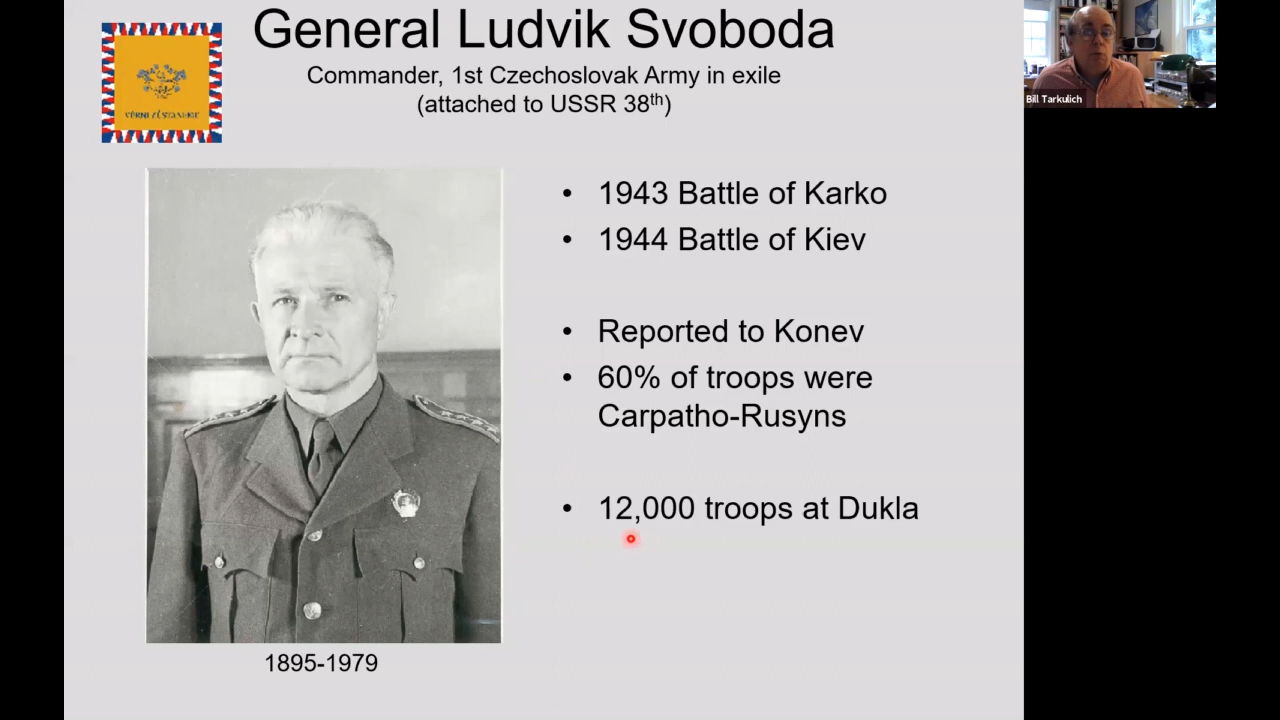 General Ludvik Svoboda
Commander, 1st Czechoslovak Army in exile
(attached to USSR 38th)
VĚRNI ZŮSTANEME
Bill Tarkulich
• 1943 Battle of Karko
• 1944 Battle of Kiev
• Reported to Konev
• 60% of troops were
Carpatho-Rusyns
• 12,000 troops at Dukla
1895-1979